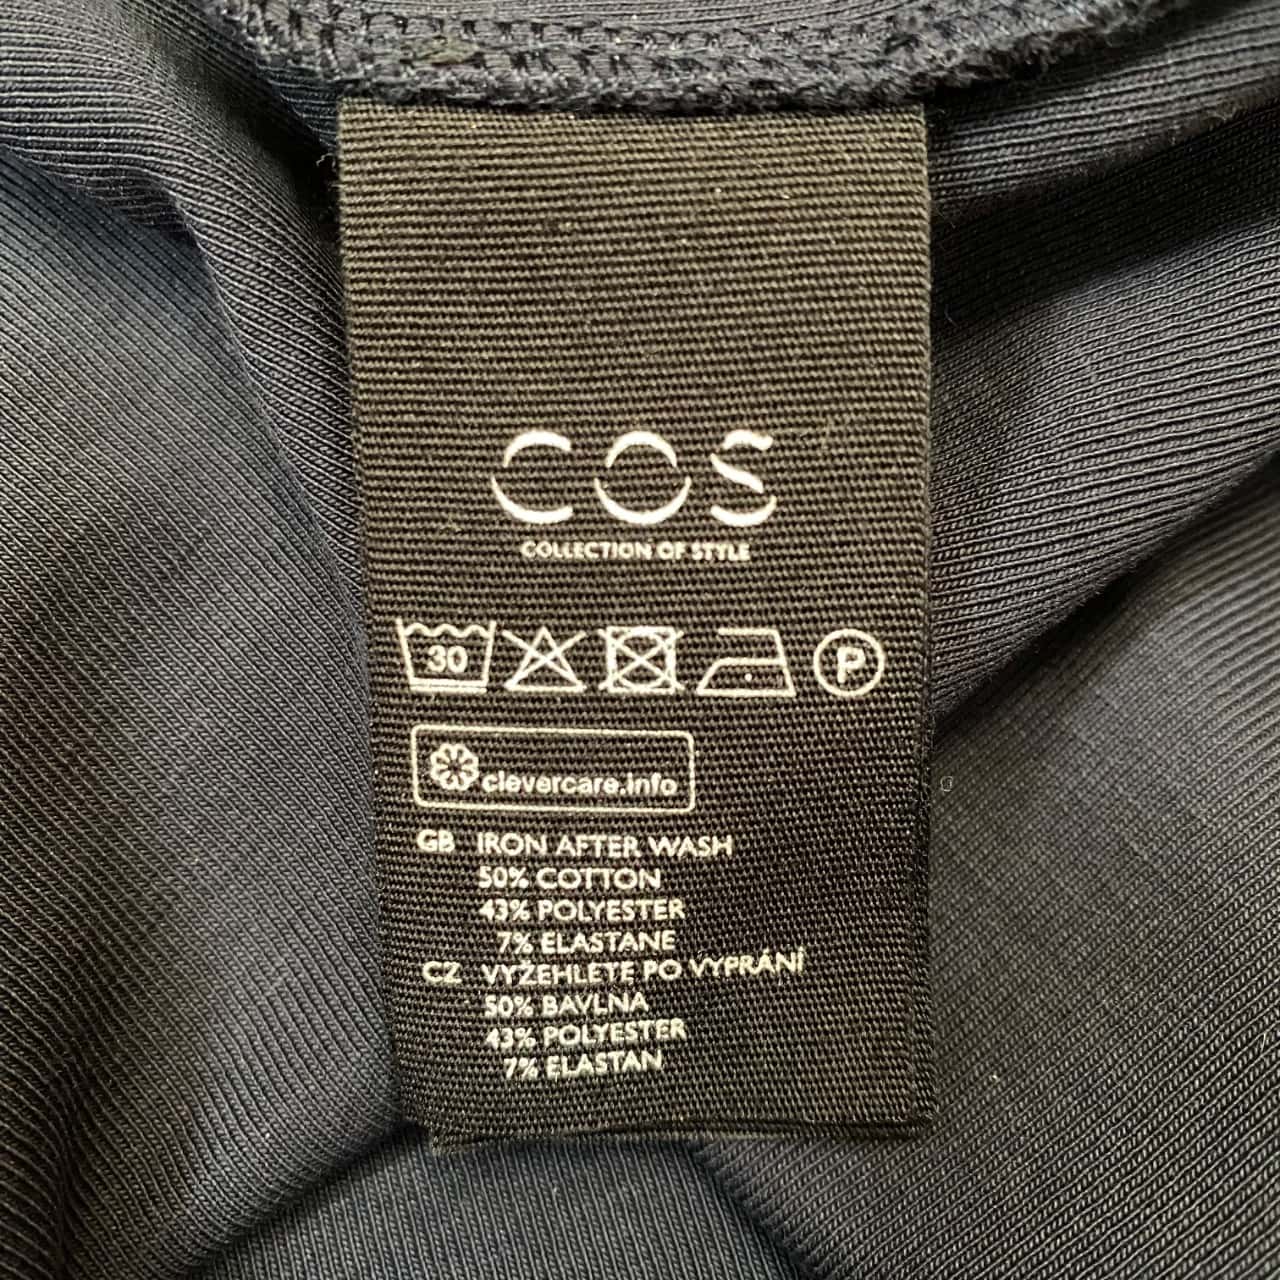 COS
COLLECTION OF STYLE
30
P
clevercare.info
GB IRON AFTER WASH
50% COTTON
43% POLYESTER
7% ELASTANE
CZ VYŽEHLETE PO VYPRÁNÍ
50% BAVLNA
43% POLYESTER
7% ELASTAN